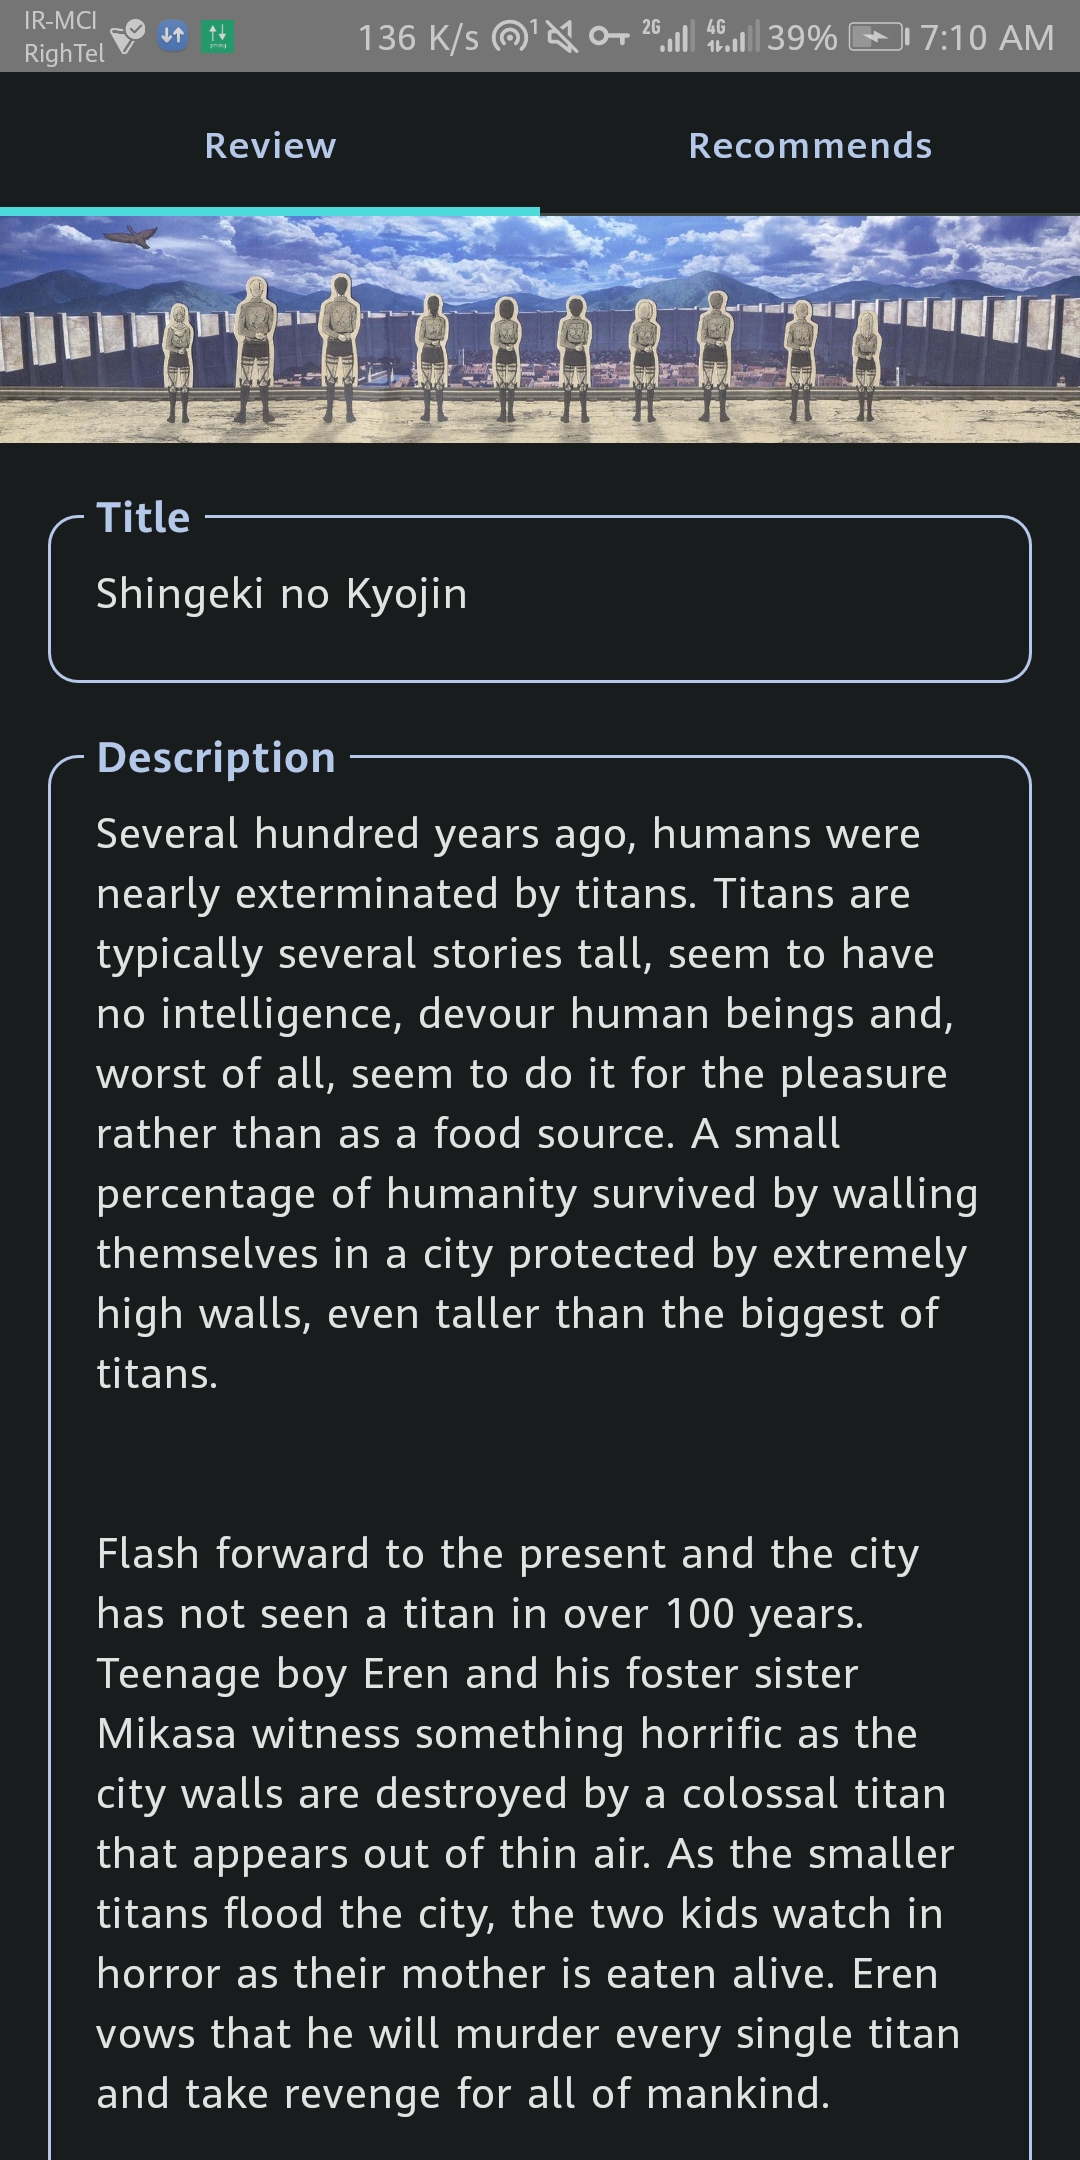 IR-MCI
RighTel
136 K/s 1 2G 4G 39% 7:10 AM
Review
Recommends
Title
Shingeki no Kyojin
Description
Several hundred years ago, humans were
nearly exterminated by titans. Titans are
typically several stories tall, seem to have
no intelligence, devour human beings and,
worst of all, seem to do it for the pleasure
rather than as a food source. A small
percentage of humanity survived by walling
themselves in a city protected by extremely
high walls, even taller than the biggest of
titans.
Flash forward to the present and the city
has not seen a titan in over 100 years.
Teenage boy Eren and his foster sister
Mikasa witness something horrific as the
city walls are destroyed by a colossal titan
that appears out of thin air. As the smaller
titans flood the city, the two kids watch in
horror as their mother is eaten alive. Eren
vows that he will murder every single titan
and take revenge for all of mankind.